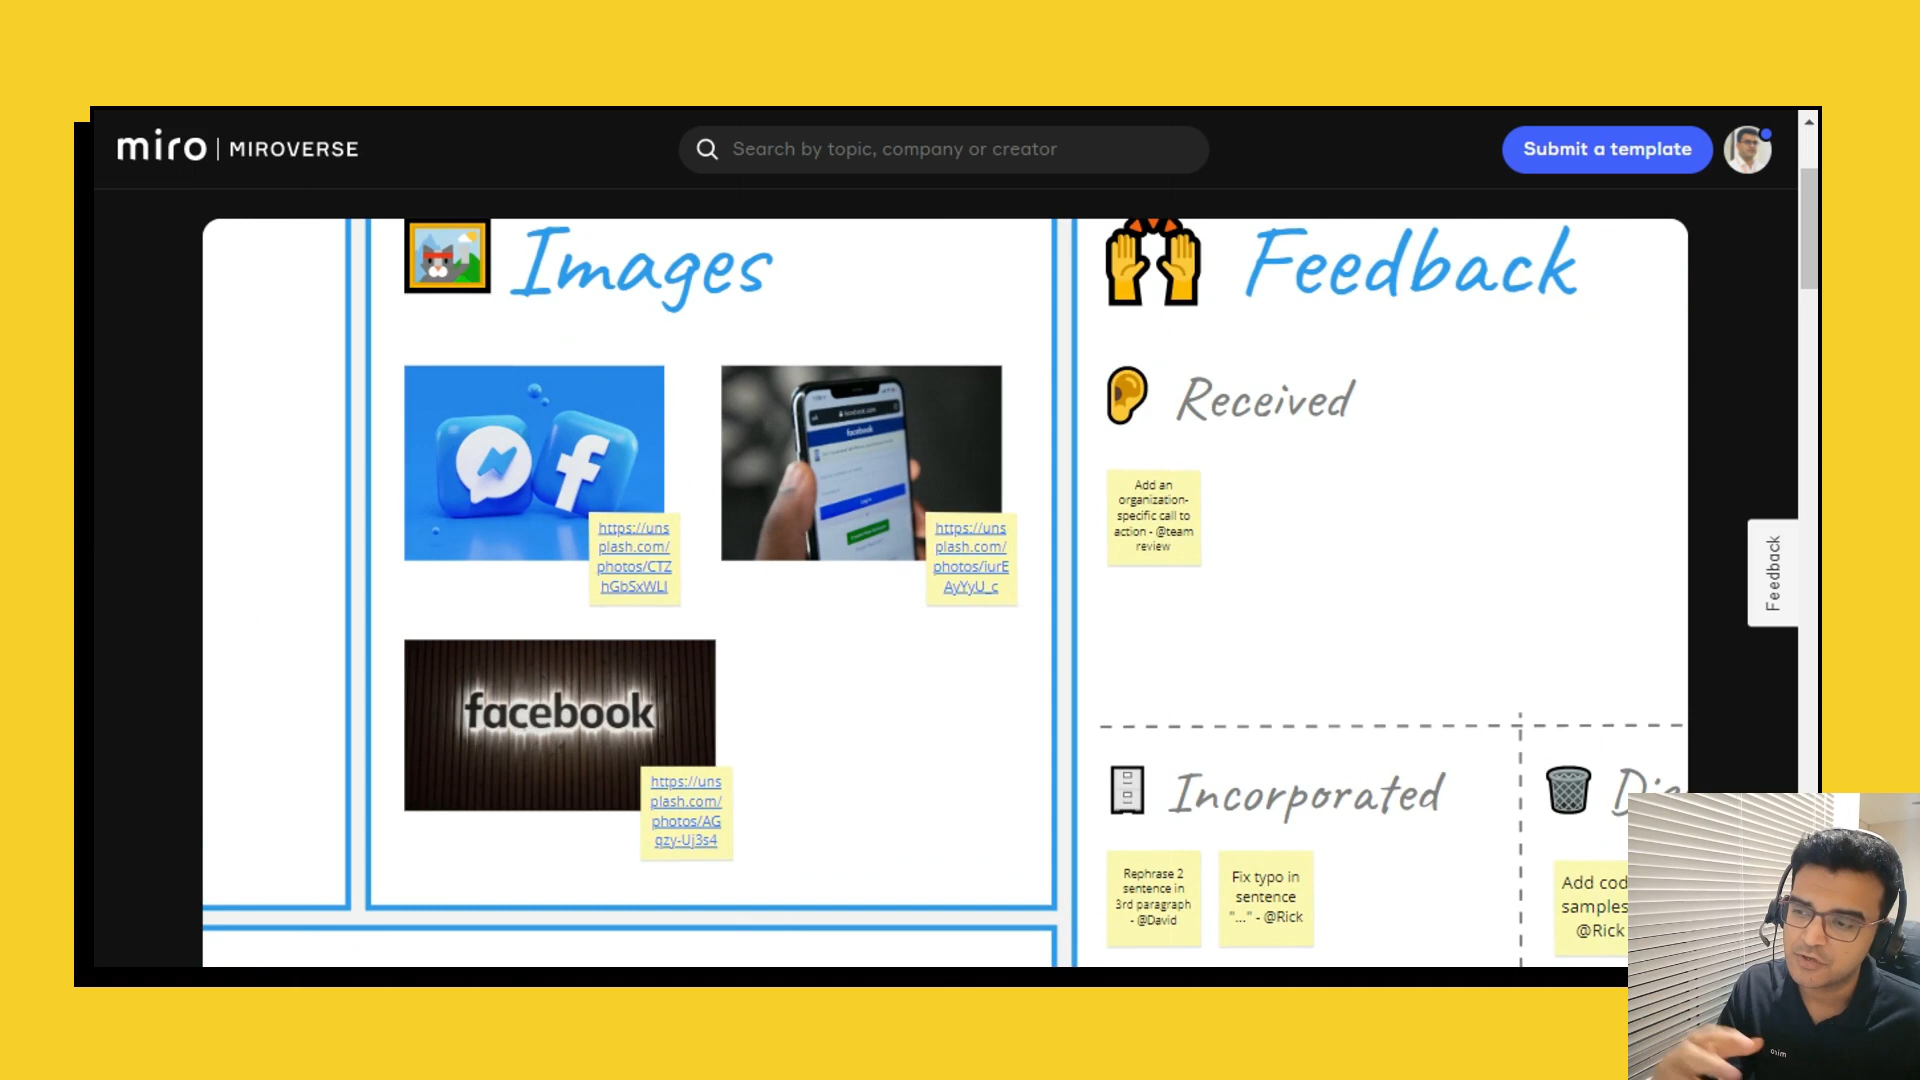 miro | MIROVERSE
Search by topic, company or creator
Submit a template
Images
Feedback
facebook
Received
Add an
organization-
specific call to
action - @team
review
https://uns
plash.com/
photos/CTZ
hGbSxWLI
https://uns
plash.com/
photos/iurE
AyYyU_c
Feedback
facebook
https://uns
plash.com/
photos/AG
qzy-Uj3s4
Incorporated
Rephrase 2
sentence in
3rd paragraph
- @David
Fix typo in
sentence
"..." - @Rick
Add cod
samples
@Rick
miro